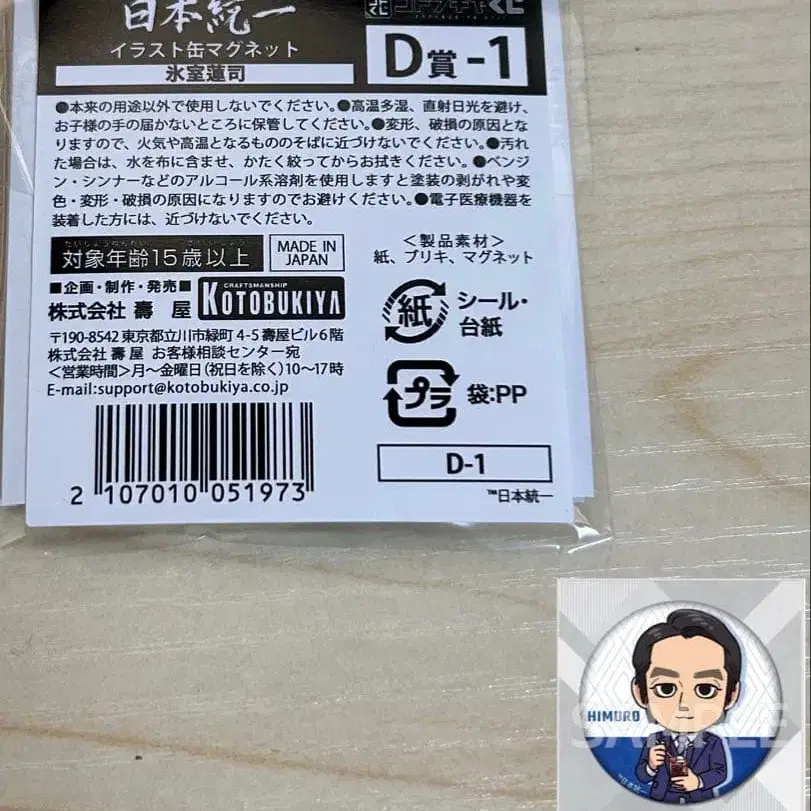 日本統一
イラスト缶マグネット
氷室蓮司
D賞-1
●本来の用途以外で使用しないでください。●高温多湿、直射日光を避け、
お子様の手の届かないところに保管してください。●変形、破損の原因とな
りますので、火気や高温となるもののそばに近づけないでください。●汚れ
た場合は、水を布に含ませ、かたく絞ってからお拭きください。●ベンジ
ン・シンナーなどのアルコール系溶剤を使用しますと塗装の剥がれや変
色・変形・破損の原因になりますのでお避けください。●電子医療機器を
装着した方には、近づけないでください。
対象年齢15歳以上
MADE IN
JAPAN
■企画・制作・発売■
株式会社 壽 屋
CRAFTSMANSHIP
KOTOBUKIYA
〒190-8542 東京都立川市緑町 4-5 壽屋ビル6階
株式会社 壽 屋 お客様相談センター宛
＜営業時間＞月～金曜日(祝日を除く)10～17時
E-mail:support@kotobukiya.co.jp
2 107010 051973
＜製品素材＞
紙、ブリキ、マグネット
紙
シール・
台紙
プラ
袋:PP
D-1
™日本統一
HIMURO
SAMPLE
™日本統一